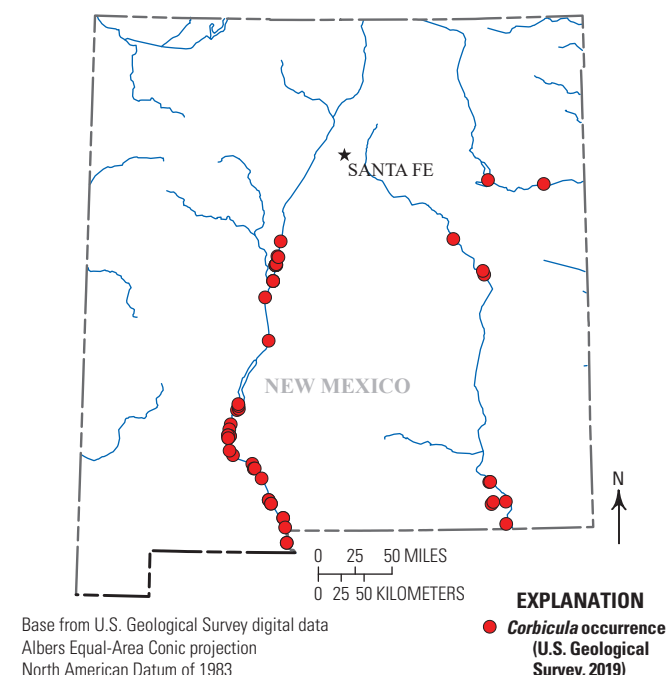 SANTA FE
NEW MEXICO
N
0 25 50 MILES
0 25 50 KILOMETERS
Base from U.S. Geological Survey digital data
Albers Equal-Area Conic projection
North American Datum of 1983
EXPLANATION
Corbicula occurrence
(U.S. Geological
Survey, 2019)